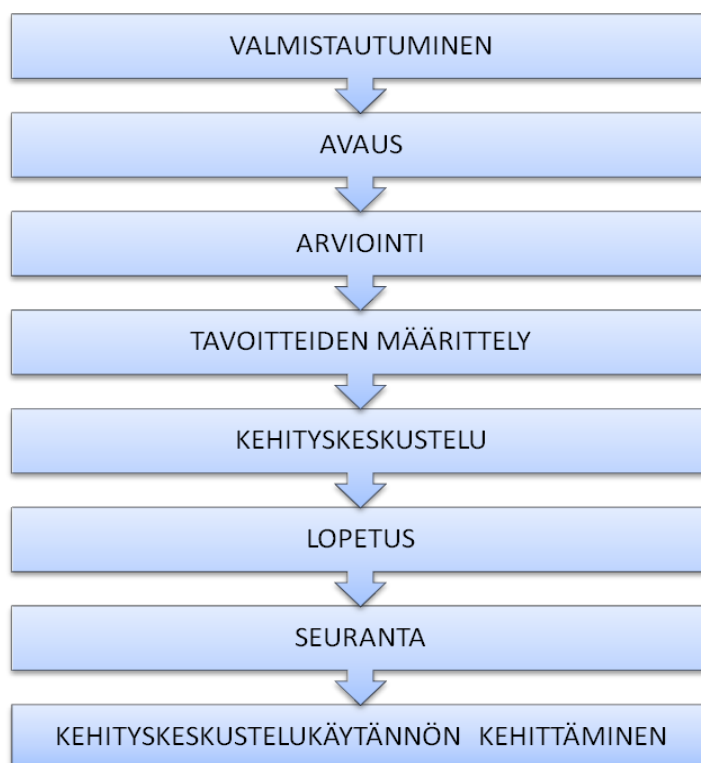 VALMISTAUTUMINEN
AVAUS
ARVIOINTI
TAVOITTEIDEN MÄÄRITTELY
KEHITYSKESKUSTELU
LOPETUS
SEURANTA
KEHITYSKESKUSTELUKÄYTÄNNÖN KEHITTÄMINEN